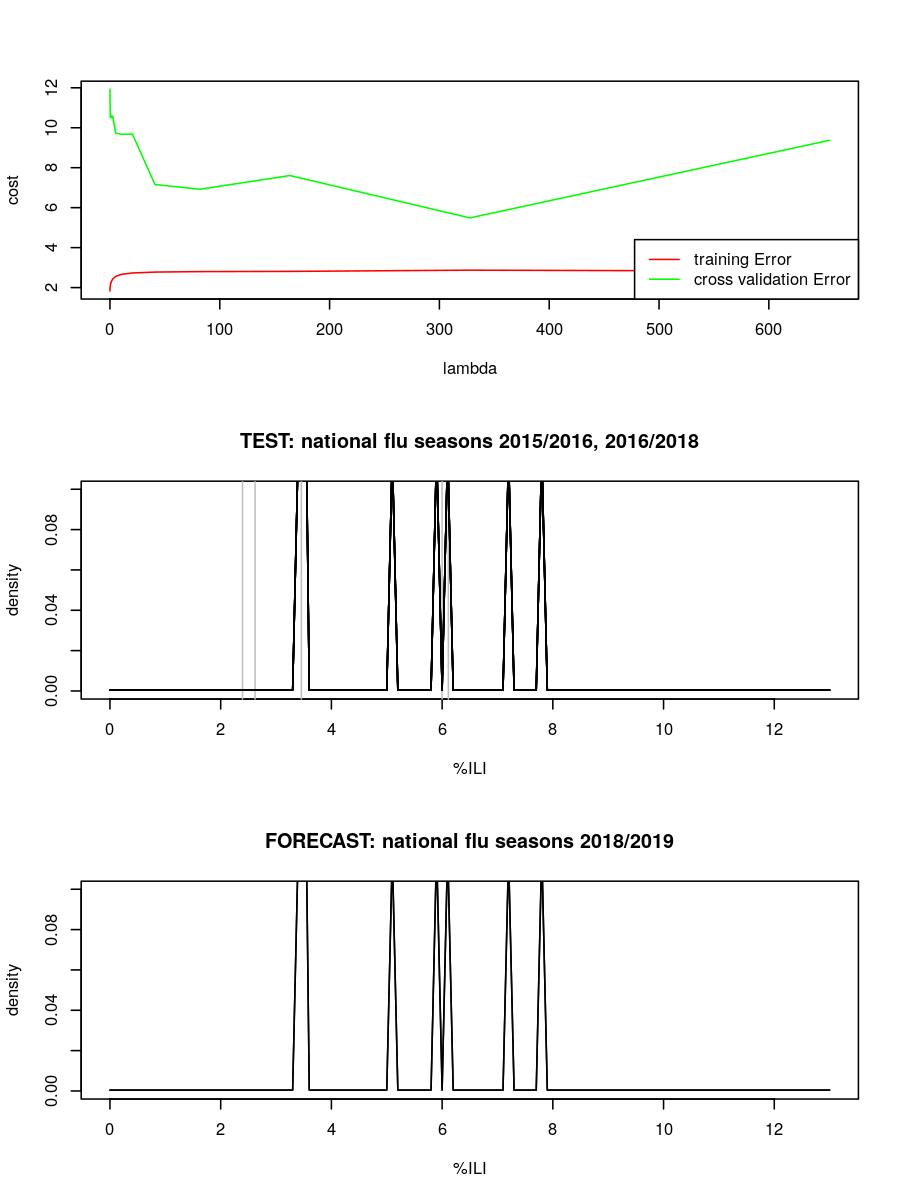 12
10
8
6
4
2
cost
training Error
cross validation Error
0 100 200 300 400 500 600
lambda
TEST: national flu seasons 2015/2016, 2016/2018
0.08
0.04
0.00
density
0 2 4 6 8 10 12
%ILI
FORECAST: national flu seasons 2018/2019
0.08
0.04
0.00
density
0 2 4 6 8 10 12
%ILI